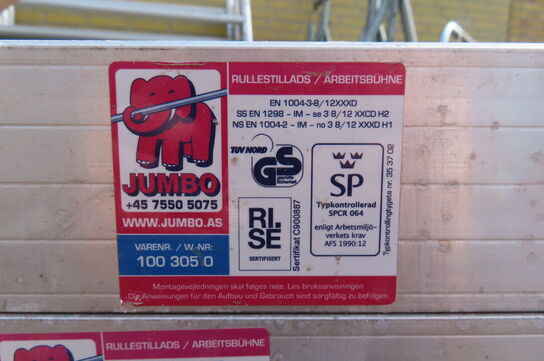 RULLESTILLADS / ARBEITSBÜHNE
EN 1004-3-8/12XXXD
SS EN 1298 - IM - se 3 8/12 XXCD H2
NS EN 1004-2 - IM - no 3 8/12 XXXD H1
JUMBO
+45 7550 5075
WWW.JUMBO.AS
VARENR. / W.-NR:
100 305 0
TÜV NORD
GS
geprüfte
Sicherheit
RI.
SE
SERTIFISERT
Sertifikat C900887
SP
Typkontrollerad
SPCR 064
enligt Arbetsmiljö-
verkets krav
AFS 1990:12
Typkontrollingtygets nr. 35 37 02
Montagevejledningen skal følges nøje. Les bruksanvisningen
Die Anweisungen für den Aufbau und Gebrauch sind sorgfältig zu befolgen
RULLESTILLADS / ARBEITSBÜHNE